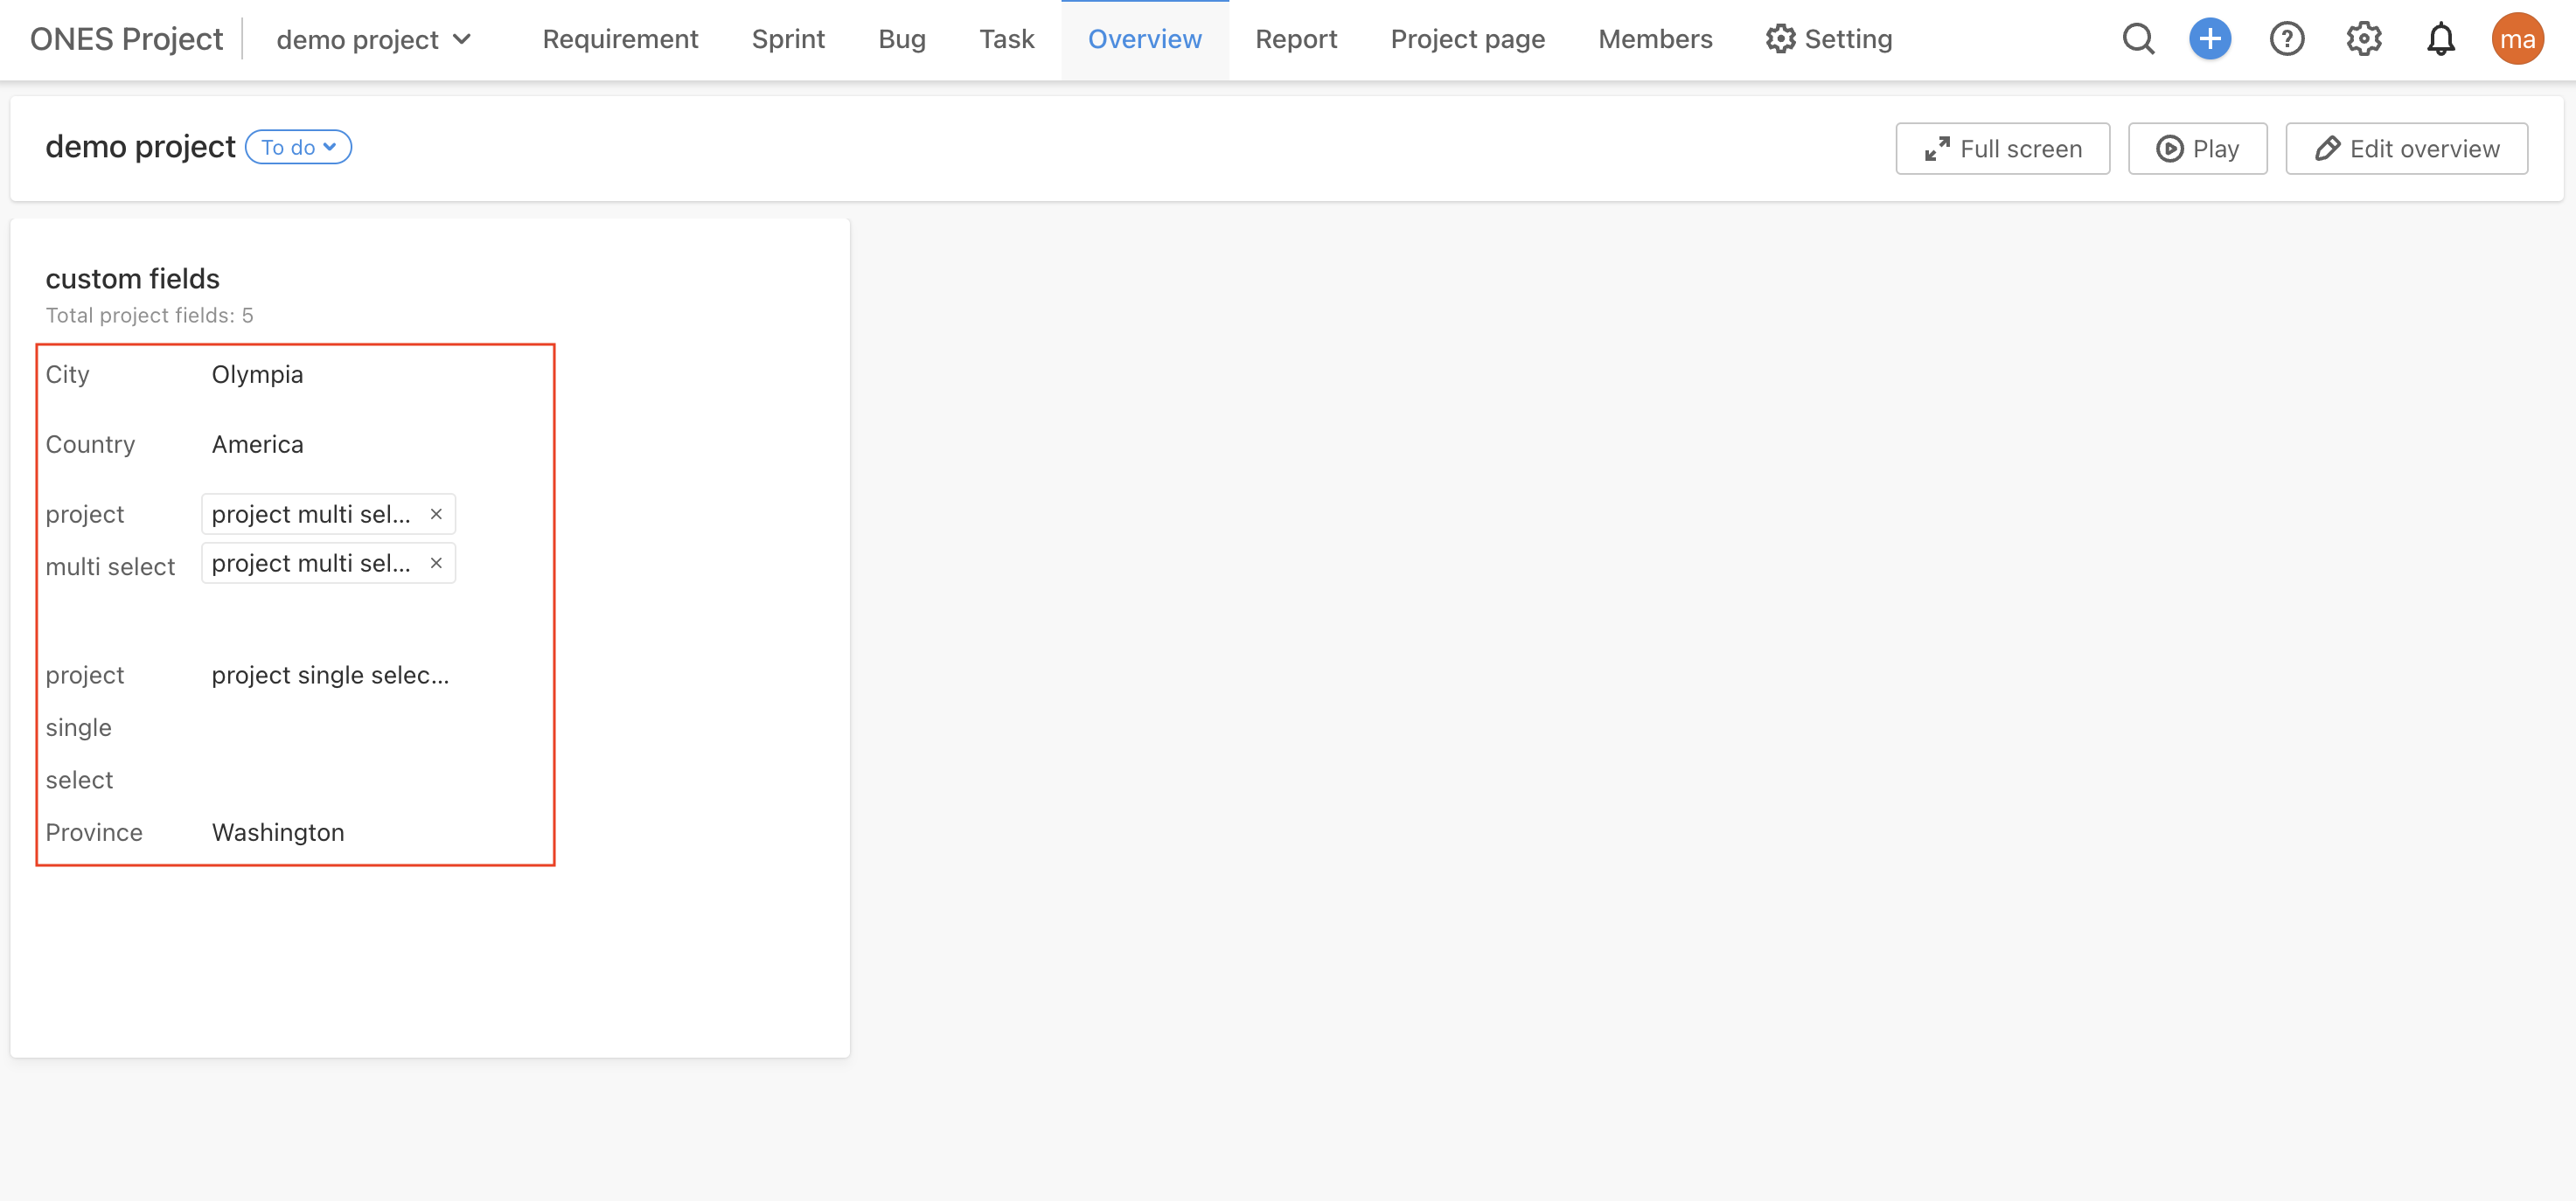 ONES Project demo project Requirement Sprint Bug Task Overview Report Project page Members Setting ma
demo project To do Full screen Play Edit overview
custom fields
Total project fields: 5
City Olympia
Country America
project project multi sel...
multi select project multi sel...
project project single selec...
single
select
Province Washington